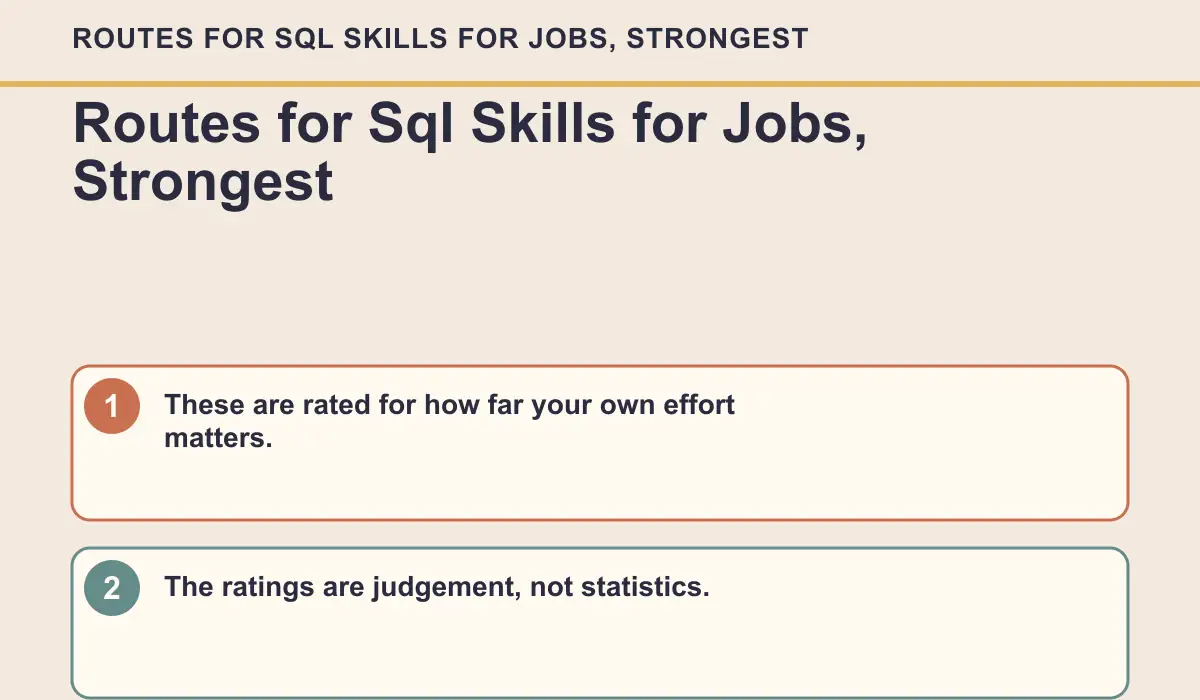 ROUTES FOR SQL SKILLS FOR JOBS, STRONGEST
Routes for Sql Skills for Jobs,
Strongest
1
These are rated for how far your own effort
matters.
2
The ratings are judgement, not statistics.